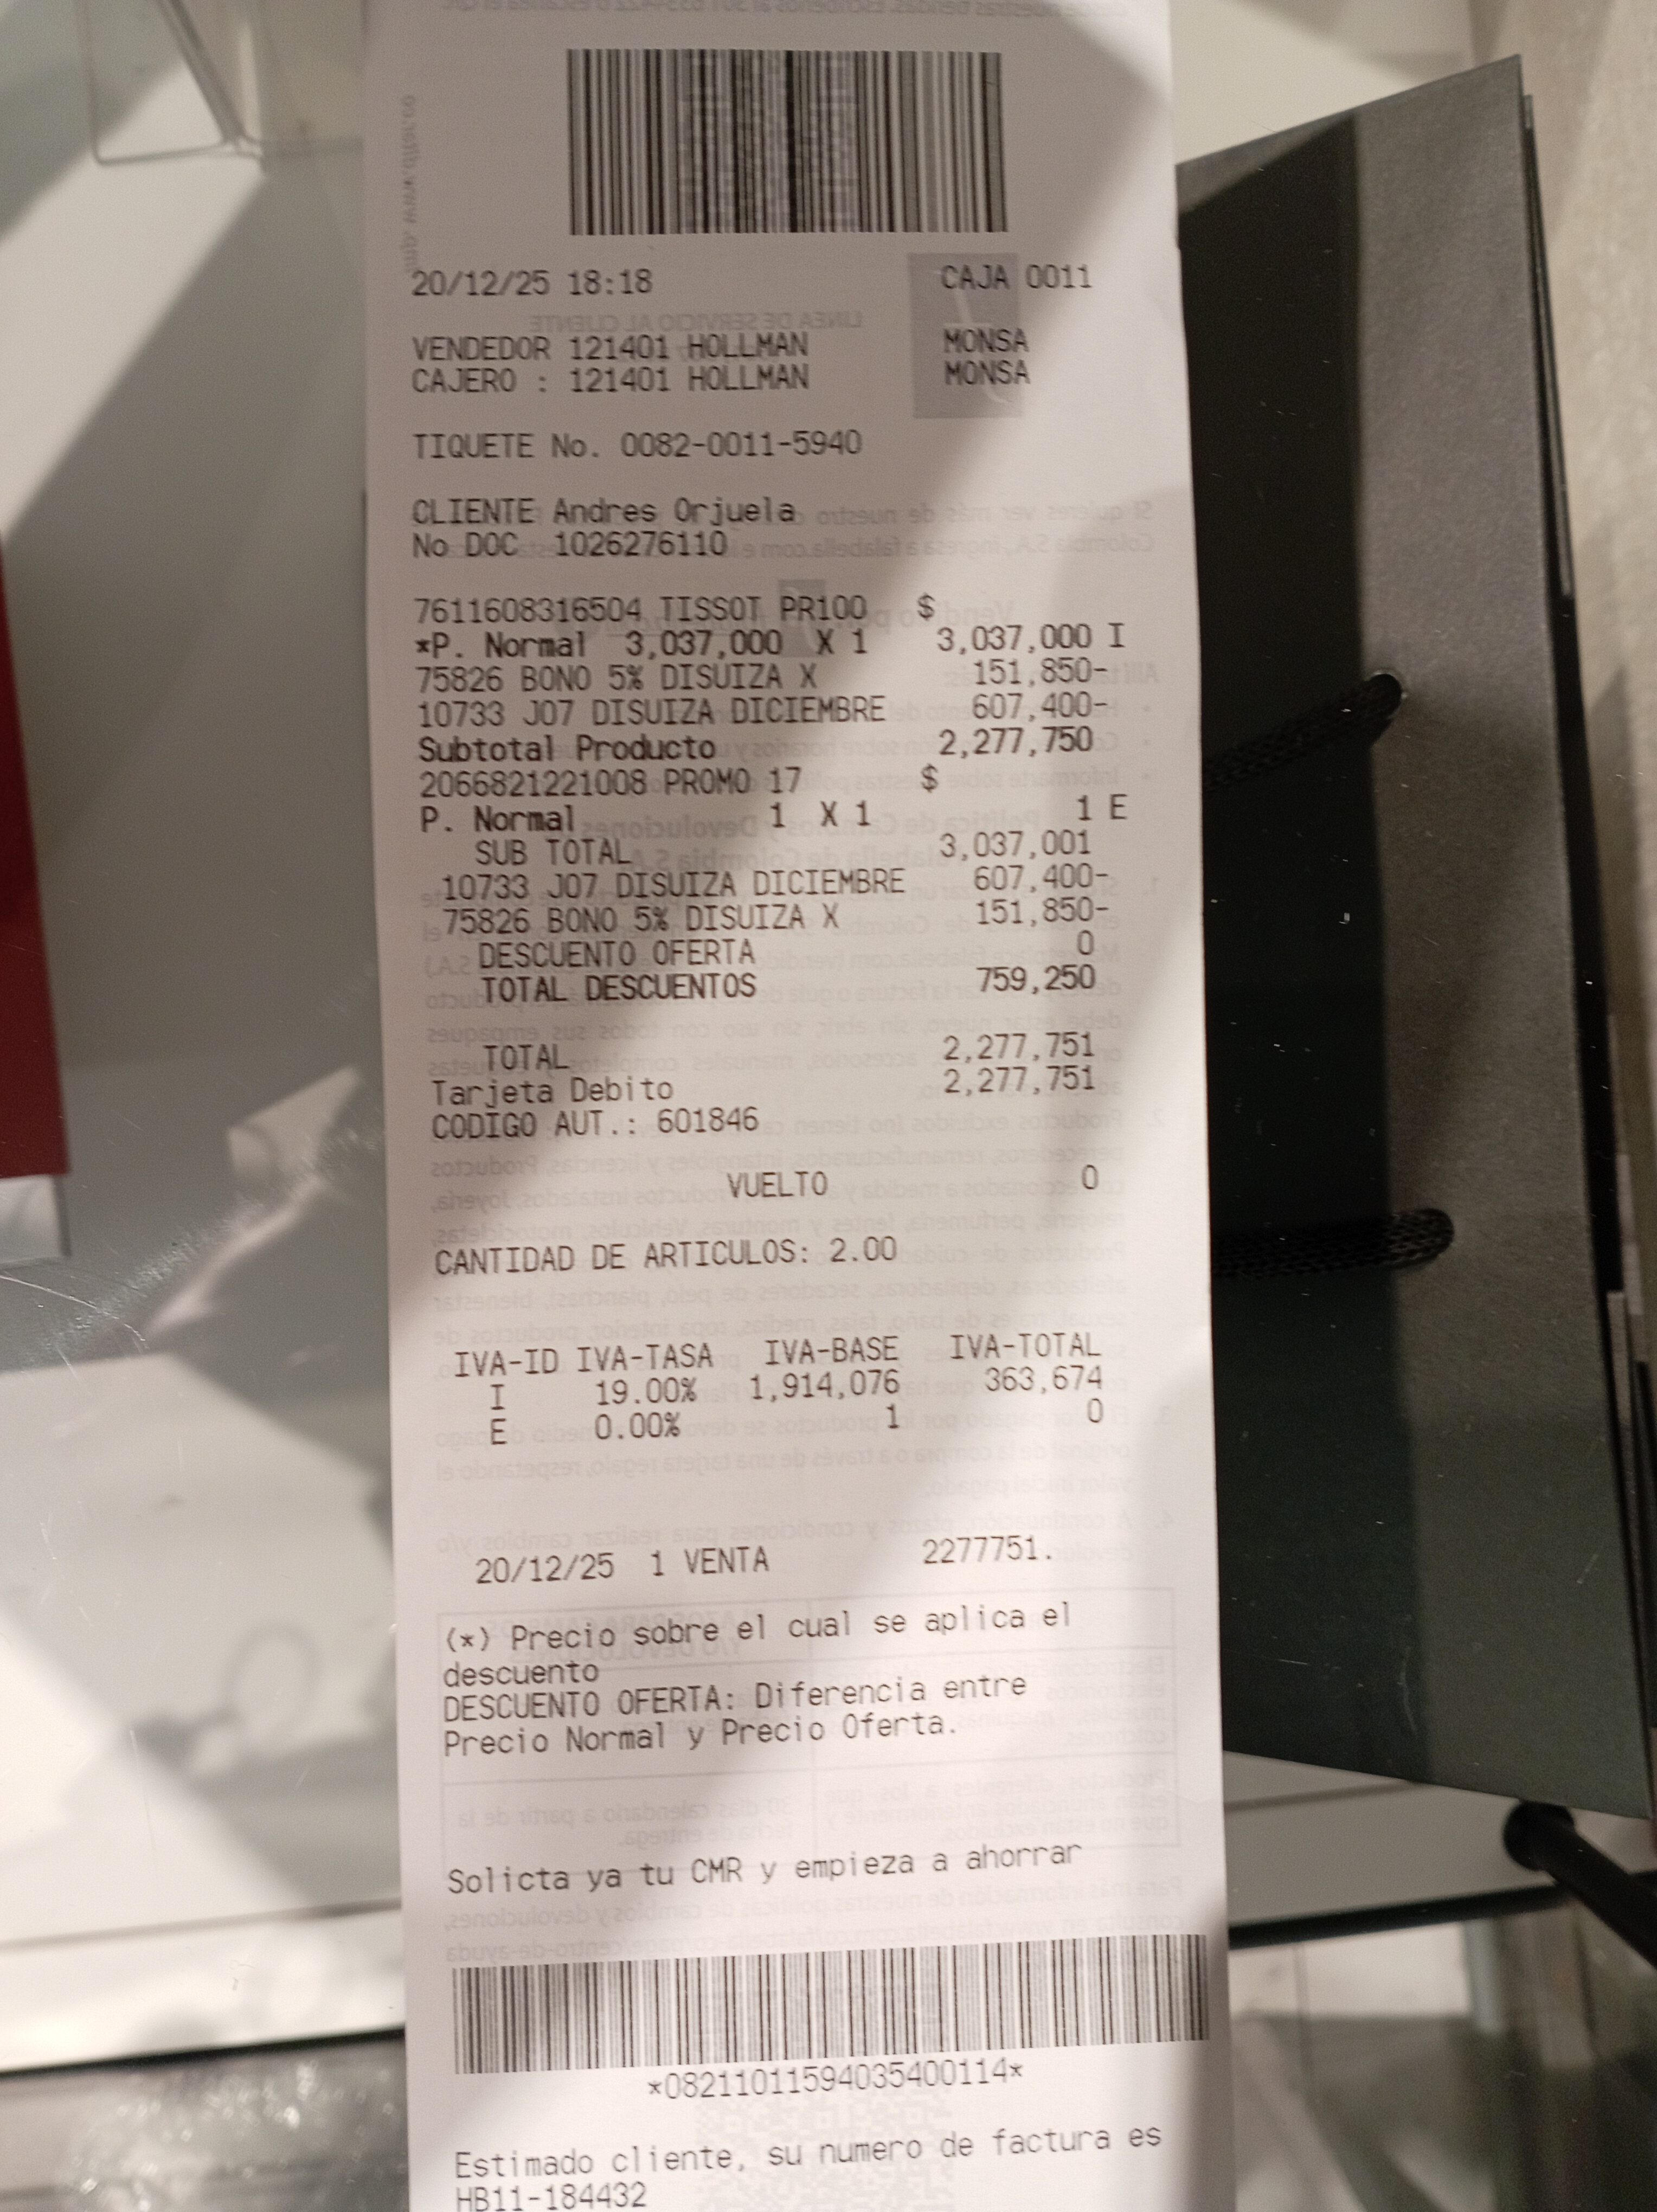 20/12/25 18:18 CAJA 0011
VENDEDOR 121401 HOLLMAN MONSA
CAJERO : 121401 HOLLMAN MONSA
TIQUETE No. 0082-0011-5940
CLIENTE Andres Orjuela
No DOC 1026276110
7611608316504 TISSOT PR100 $
*P. Normal 3,037,000 X 1 3,037,000 I
75826 BONO 5% DISUIZA X 151,850-
10733 J07 DISUIZA DICIEMBRE 607,400-
Subtotal Producto 2,277,750
2066821221008 PROMO 17 $
P. Normal 1 X 1 1 E
SUB TOTAL 3,037,001
10733 J07 DISUIZA DICIEMBRE 607,400-
75826 BONO 5% DISUIZA X 151,850-
DESCUENTO OFERTA 0
TOTAL DESCUENTOS 759,250
TOTAL 2,277,751
Tarjeta Debito 2,277,751
CODIGO AUT.: 601846
VUELTO 0
CANTIDAD DE ARTICULOS: 2.00
IVA-ID IVA-TASA IVA-BASE IVA-TOTAL
I 19.00% 1,914,076 363,674
E 0.00% 1 0
20/12/25 1 VENTA 2277751.
(*) Precio sobre el cual se aplica el
descuento
DESCUENTO OFERTA: Diferencia entre
Precio Normal y Precio Oferta.
Solicta ya tu CMR y empieza a ahorrar
*08211011594035400114*
Estimado cliente, su numero de factura es
HB11-184432